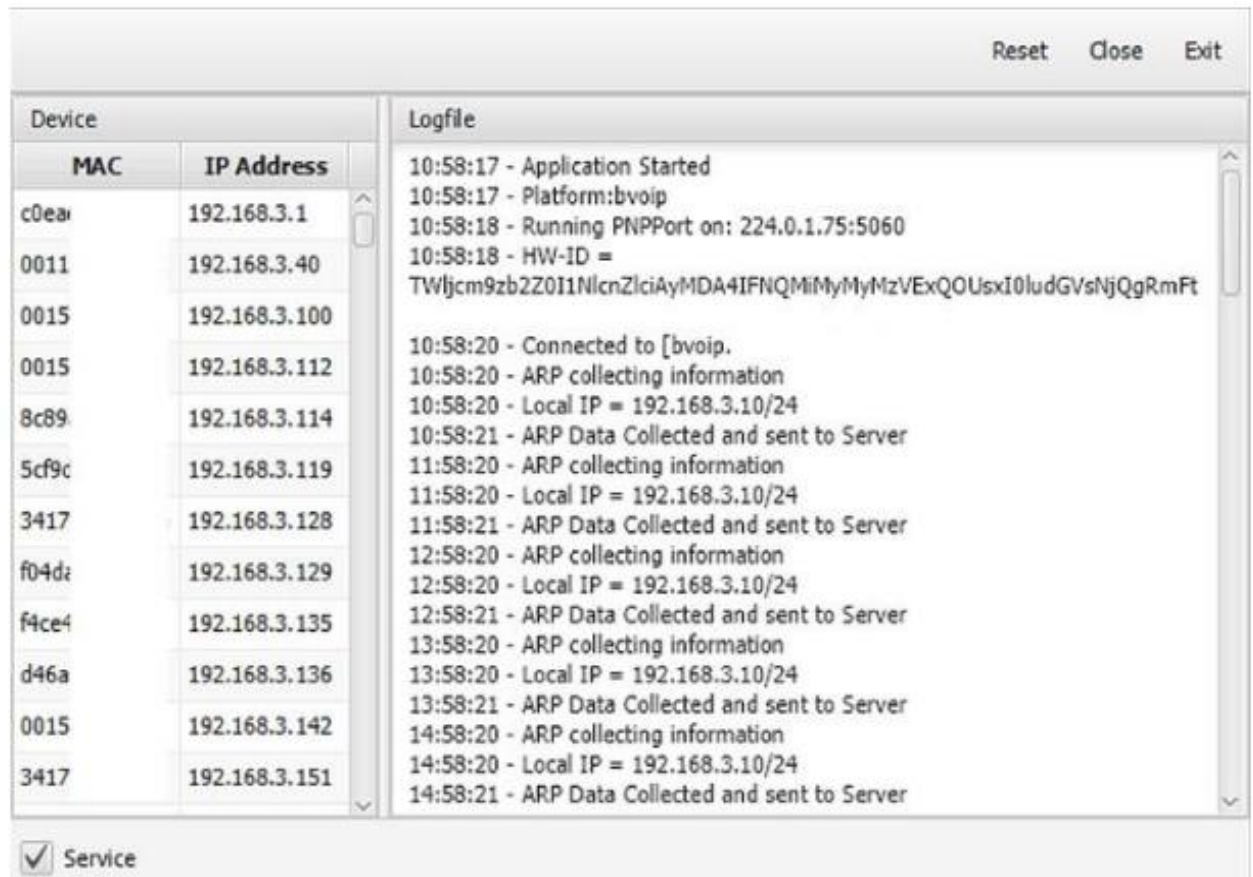 Reset Close Exit
Device Logfile
MAC IP Address
c0ea 192.168.3.1
0011 192.168.3.40
0015 192.168.3.100
0015 192.168.3.112
8c89 192.168.3.114
5cf9c 192.168.3.119
3417 192.168.3.128
f04da 192.168.3.129
f4ce4 192.168.3.135
d46a 192.168.3.136
0015 192.168.3.142
3417 192.168.3.151
10:58:17 - Application Started
10:58:17 - Platform:bvoip
10:58:18 - Running PNPPort on: 224.0.1.75:5060
10:58:18 - HW-ID =
10:58:20 - Connected to [bvoip.
10:58:20 - ARP collecting information
10:58:20 - Local IP = 192.168.3.10/24
10:58:21 - ARP Data Collected and sent to Server
11:58:20 - ARP collecting information
11:58:20 - Local IP = 192.168.3.10/24
11:58:21 - ARP Data Collected and sent to Server
12:58:20 - ARP collecting information
12:58:20 - Local IP = 192.168.3.10/24
12:58:21 - ARP Data Collected and sent to Server
13:58:20 - ARP collecting information
13:58:20 - Local IP = 192.168.3.10/24
13:58:21 - ARP Data Collected and sent to Server
14:58:20 - ARP collecting information
14:58:20 - Local IP = 192.168.3.10/24
14:58:21 - ARP Data Collected and sent to Server
Service